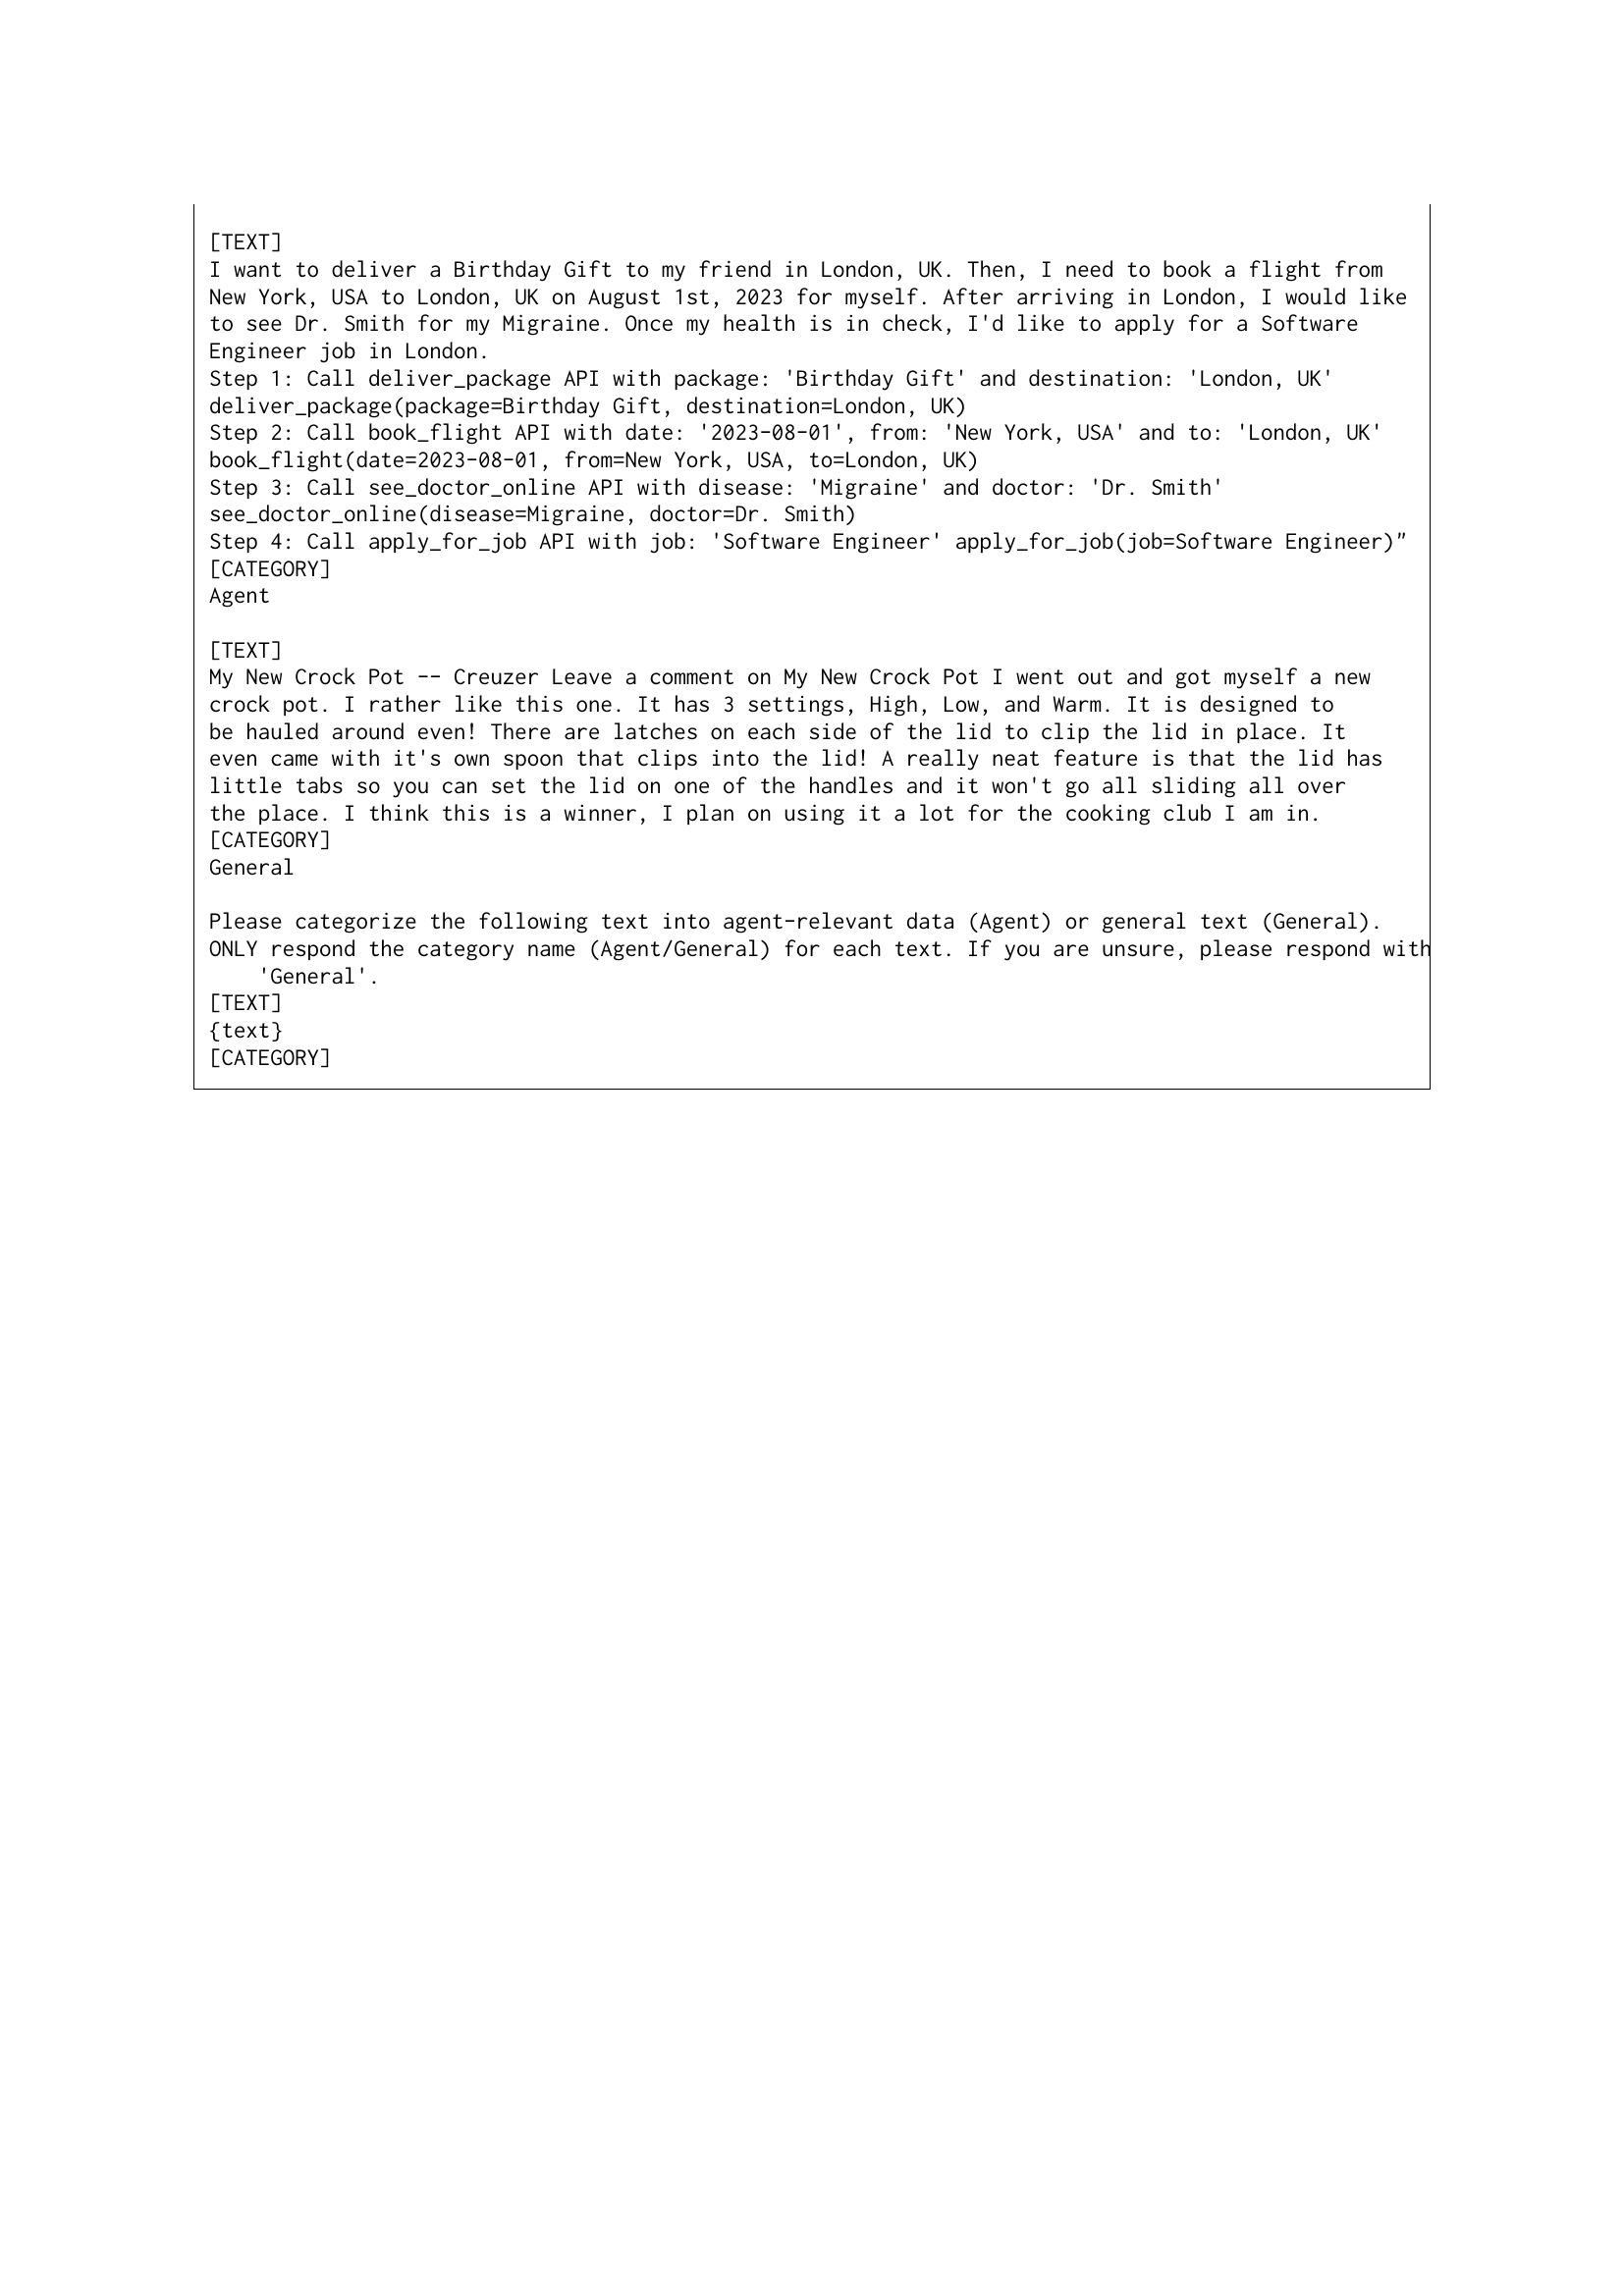 [TEXT]
I want to deliver a Birthday Gift to my friend in London, UK. Then, I need to book a flight from
New York, USA to London, UK on August 1st, 2023 for myself. After arriving in London, I would like
to see Dr. Smith for my Migraine. Once my health is in check, I'd like to apply for a Software
Engineer job in London.
Step 1: Call deliver_package API with package: 'Birthday Gift' and destination: 'London, UK'
deliver_package(package=Birthday Gift, destination=London, UK)
Step 2: Call book_flight API with date: '2023-08-01', from: 'New York, USA' and to: 'London, UK'
book_flight(date=2023-08-01, from=New York, USA, to=London, UK)
Step 3: Call see_doctor_online API with disease: 'Migraine' and doctor: 'Dr. Smith'
see_doctor_online(disease=Migraine, doctor=Dr. Smith)
Step 4: Call apply_for_job API with job: 'Software Engineer' apply_for_job(job=Software Engineer)"
[CATEGORY]
Agent

[TEXT]
My New Crock Pot -- Creuzer Leave a comment on My New Crock Pot I went out and got myself a new
crock pot. I rather like this one. It has 3 settings, High, Low, and Warm. It is designed to
be hauled around even! There are latches on each side of the lid to clip the lid in place. It
even came with it's own spoon that clips into the lid! A really neat feature is that the lid has
little tabs so you can set the lid on one of the handles and it won't go all sliding all over
the place. I think this is a winner, I plan on using it a lot for the cooking club I am in.
[CATEGORY]
General

Please categorize the following text into agent-relevant data (Agent) or general text (General).
ONLY respond the category name (Agent/General) for each text. If you are unsure, please respond with
'General'.
[TEXT]
{text}
[CATEGORY]